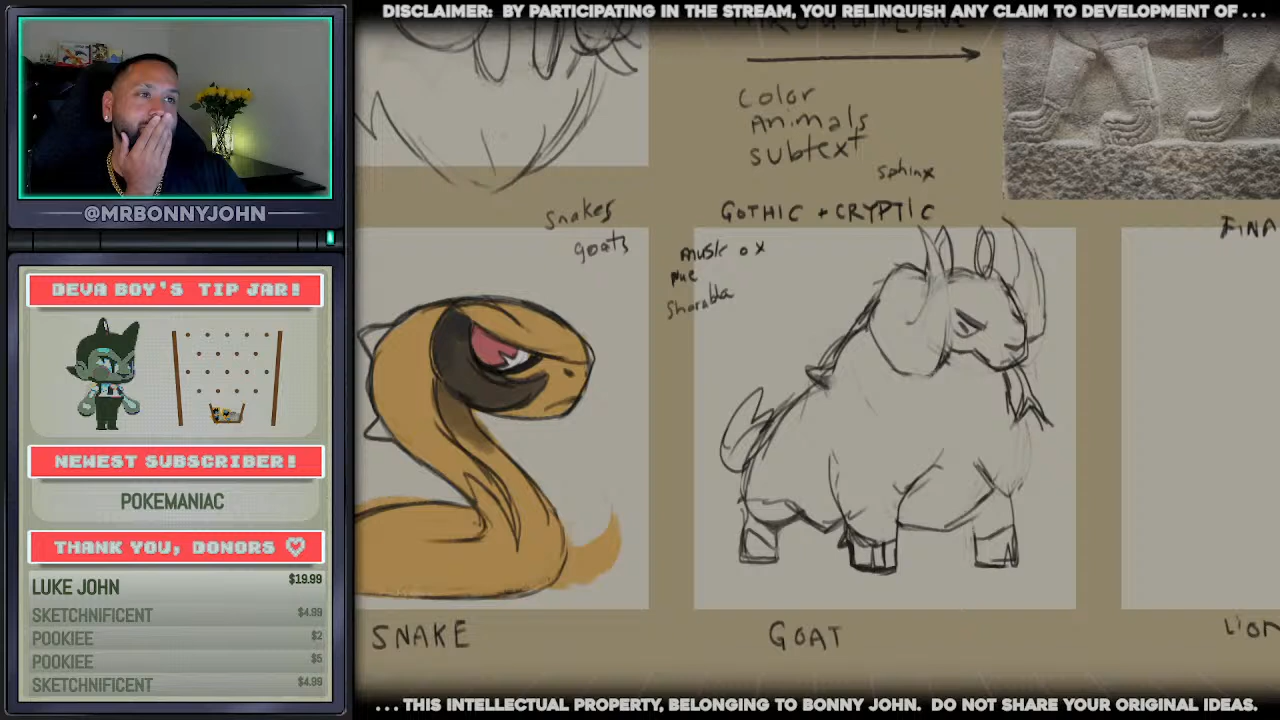 DISCLAIMER: BY PARTICIPATING IN THE STREAM, YOU RELINQUISH ANY CLAIM TO DEVELOPMENT OF . . .
@MRBONNYJOHN
DEVA BOY'S TIP JAR!
NEWEST SUBSCRIBER!
POKEMANIAC
THANK YOU, DONORS ♡
LUKE JOHN $19.99
SKETCHNIFICENT $4.99
POOKIEE $2
POOKIEE $5
SKETCHNIFICENT $4.99
color
Animals
subtext
sphinx
GOTHIC + CRYPTIC
snakes
goats
musk ox
FINA
SNAKE
GOAT
LION
. . . THIS INTELLECTUAL PROPERTY, BELONGING TO BONNY JOHN. DO NOT SHARE YOUR ORIGINAL IDEAS.